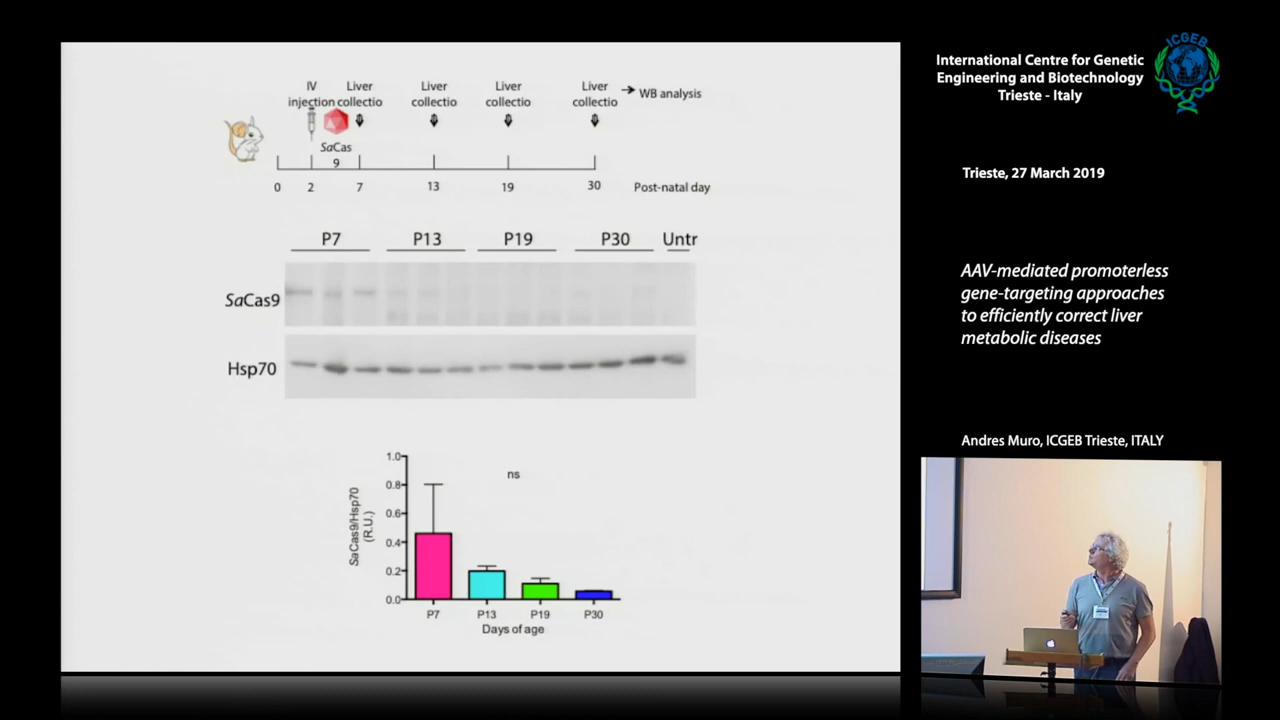 IV
injection
Liver
collectio
Liver
collectio
Liver
collectio
Liver
collectio
WB analysis
SaCas
9
0 2 7 13 19 30 Post-natal day
P7 P13 P19 P30 Untr
SaCas9
Hsp70
1.0
0.8
0.6
0.4
0.2
0.0
ns
SaCas9/Hsp70
(R.U.)
P7 P13 P19 P30
Days of age
International Centre for Genetic
Engineering and Biotechnology
Trieste - Italy
ICGEB
Trieste, 27 March 2019
AAV-mediated promoterless
gene-targeting approaches
to efficiently correct liver
metabolic diseases
Andres Muro, ICGEB Trieste, ITALY